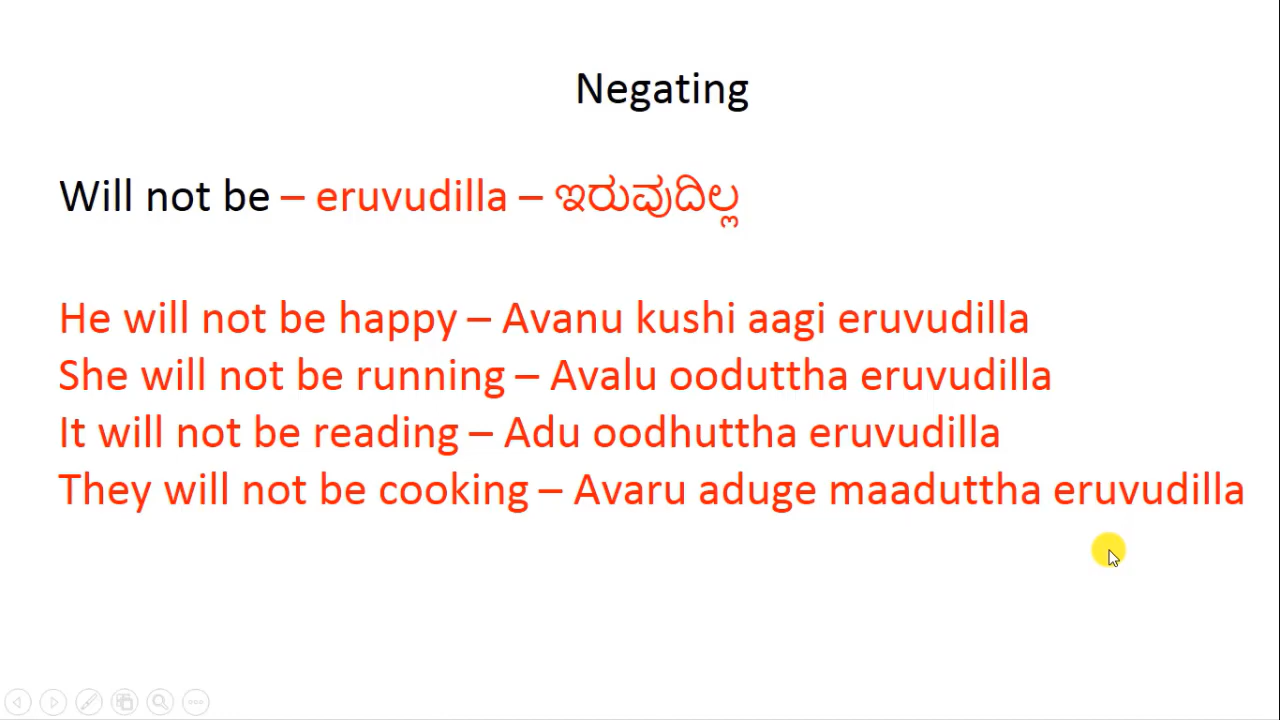 Negating
Will not be – eruvudilla – ಇರುವುದಿಲ್ಲ
He will not be happy – Avanu kushi aagi eruvudilla
She will not be running – Avalu ooduttha eruvudilla
It will not be reading – Adu oodhuttha eruvudilla
They will not be cooking – Avaru aduge maaduttha eruvudilla